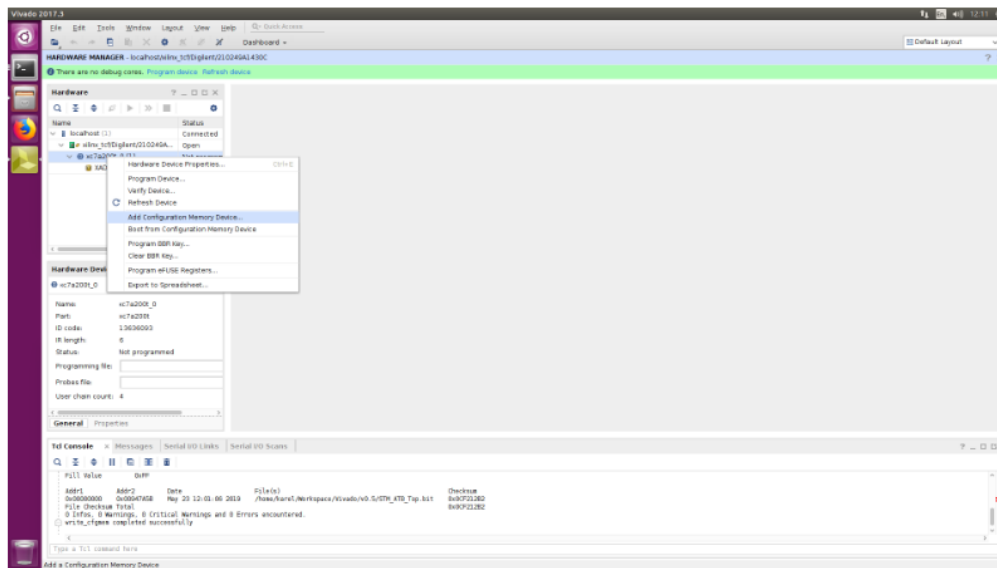 Vivado 2017.3
12:11
File Edit Tools Window Layout View Help Quick Access
Dashboard
Default Layout
HARDWARE MANAGER - localhost/xilinx_tcf/Digilent/210249A1430C
There are no debug cores. Program device Refresh device
Hardware
Name Status
localhost (1) Connected
xilinx_tcf/Digilent/210249A... Open
xc7a200t_0 (1)
XAD
Hardware Device Properties... Ctrl+E
Program Device...
Verify Device...
Refresh Device
Add Configuration Memory Device...
Boot from Configuration Memory Device
Program BBR Key...
Clear BBR Key...
Program eFUSE Registers...
Export to Spreadsheet...
Hardware Devi
xc7a200t_0
Name: xc7a200t_0
Part: xc7a200t
ID code: 13636093
IR length: 6
Status: Not programmed
Programming file:
Probes file:
User chain count: 4
General Properties
Tcl Console Messages Serial I/O Links Serial I/O Scans
Fill Value 0xFF
Addr1 Addr2 Date File(s) Checksum
0x00000000 May 23 12:01:06 2019
File Checksum Total
0 Infos, 0 Warnings, 0 Critical Warnings and 0 Errors encountered.
write_cfgmem completed successfully
Type a Tcl command here
Add a Configuration Memory Device